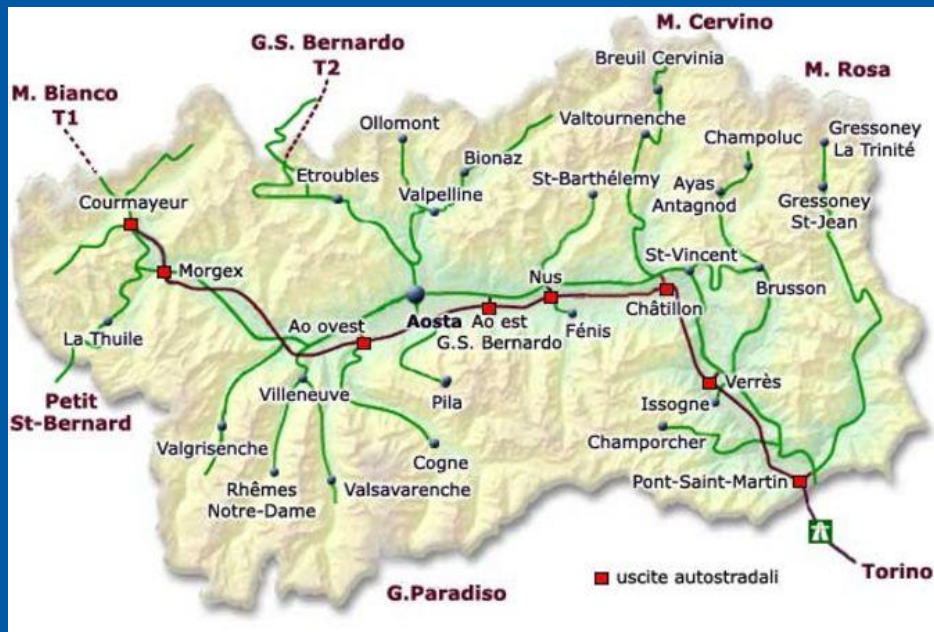 M. Cervino
G.S. Bernardo
T2
Breuil Cervinia
M. Rosa
M. Bianco
T1
Ollomont
Valtournenche
Champoluc
Gressoney
La Trinité
Bionaz
Etroubles
St-Barthélemy
Ayas
Antagnod
Valpelline
Gressoney
St-Jean
Courmayeur
St-Vincent
Morgex
Nus
Brusson
Châtillon
La Thuile
Ao ovest
Aosta
Ao est
G.S. Bernardo
Fénis
Petit
St-Bernard
Villeneuve
Pila
Verrès
Issogne
Valgrisenche
Champorcher
Cogne
Rhêmes
Notre-Dame
Valsavarenche
Pont-Saint-Martin
G.Paradiso
uscite autostradali
Torino